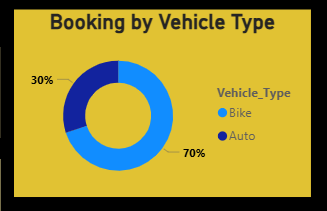 Booking by Vehicle Type
30%
Vehicle_Type
Bike
Auto
70%